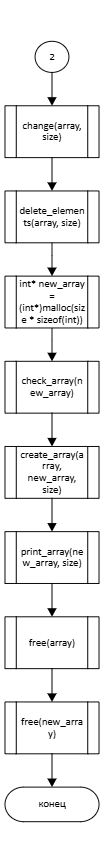 2
change(array,
size)
delete_elemen
ts(array, size)
int* new_array
=
(int*)malloc(siz
e * sizeof(int))
check_array(n
ew_array)
create_array(a
rray,
new_array,
size)
print_array(ne
w_array, size)
free(array)
free(new_arra
y)
конец